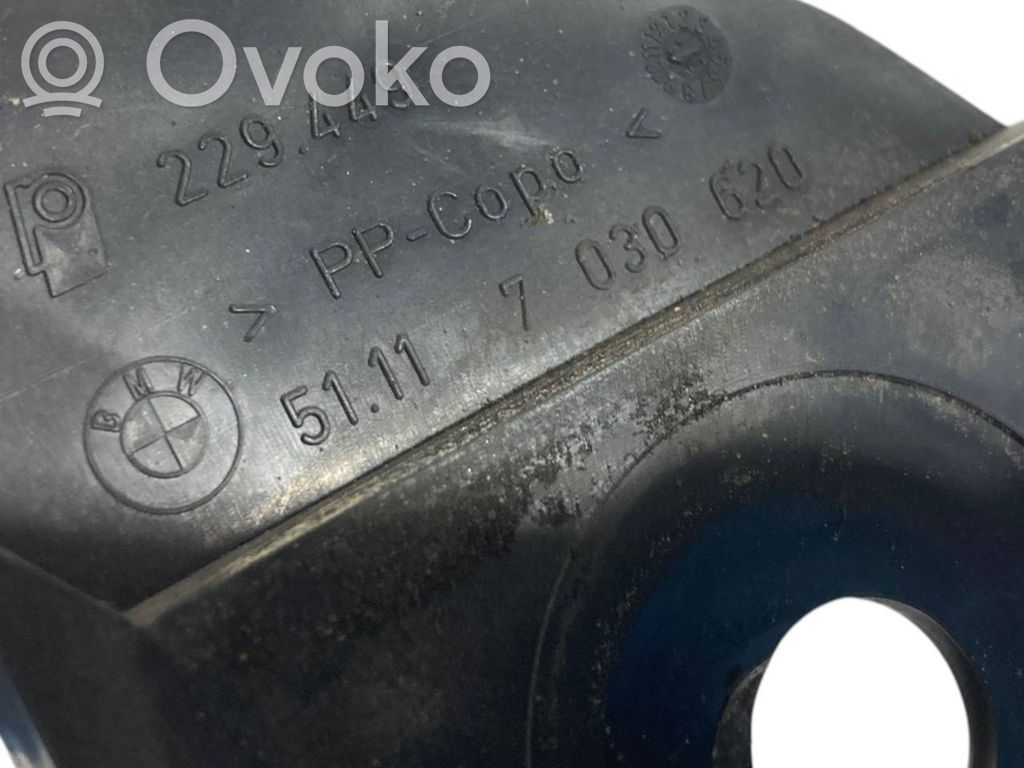 Ovoko
229.449
> PP-Copo <
51.11 7 030 620
BMW